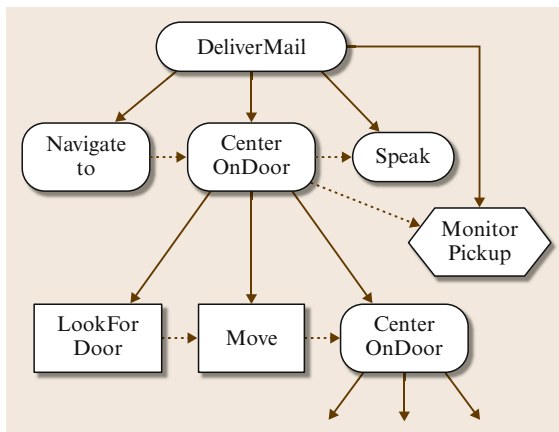 DeliverMail
Navigate
to
Center
OnDoor
Speak
Monitor
Pickup
LookFor
Door
Move
Center
OnDoor